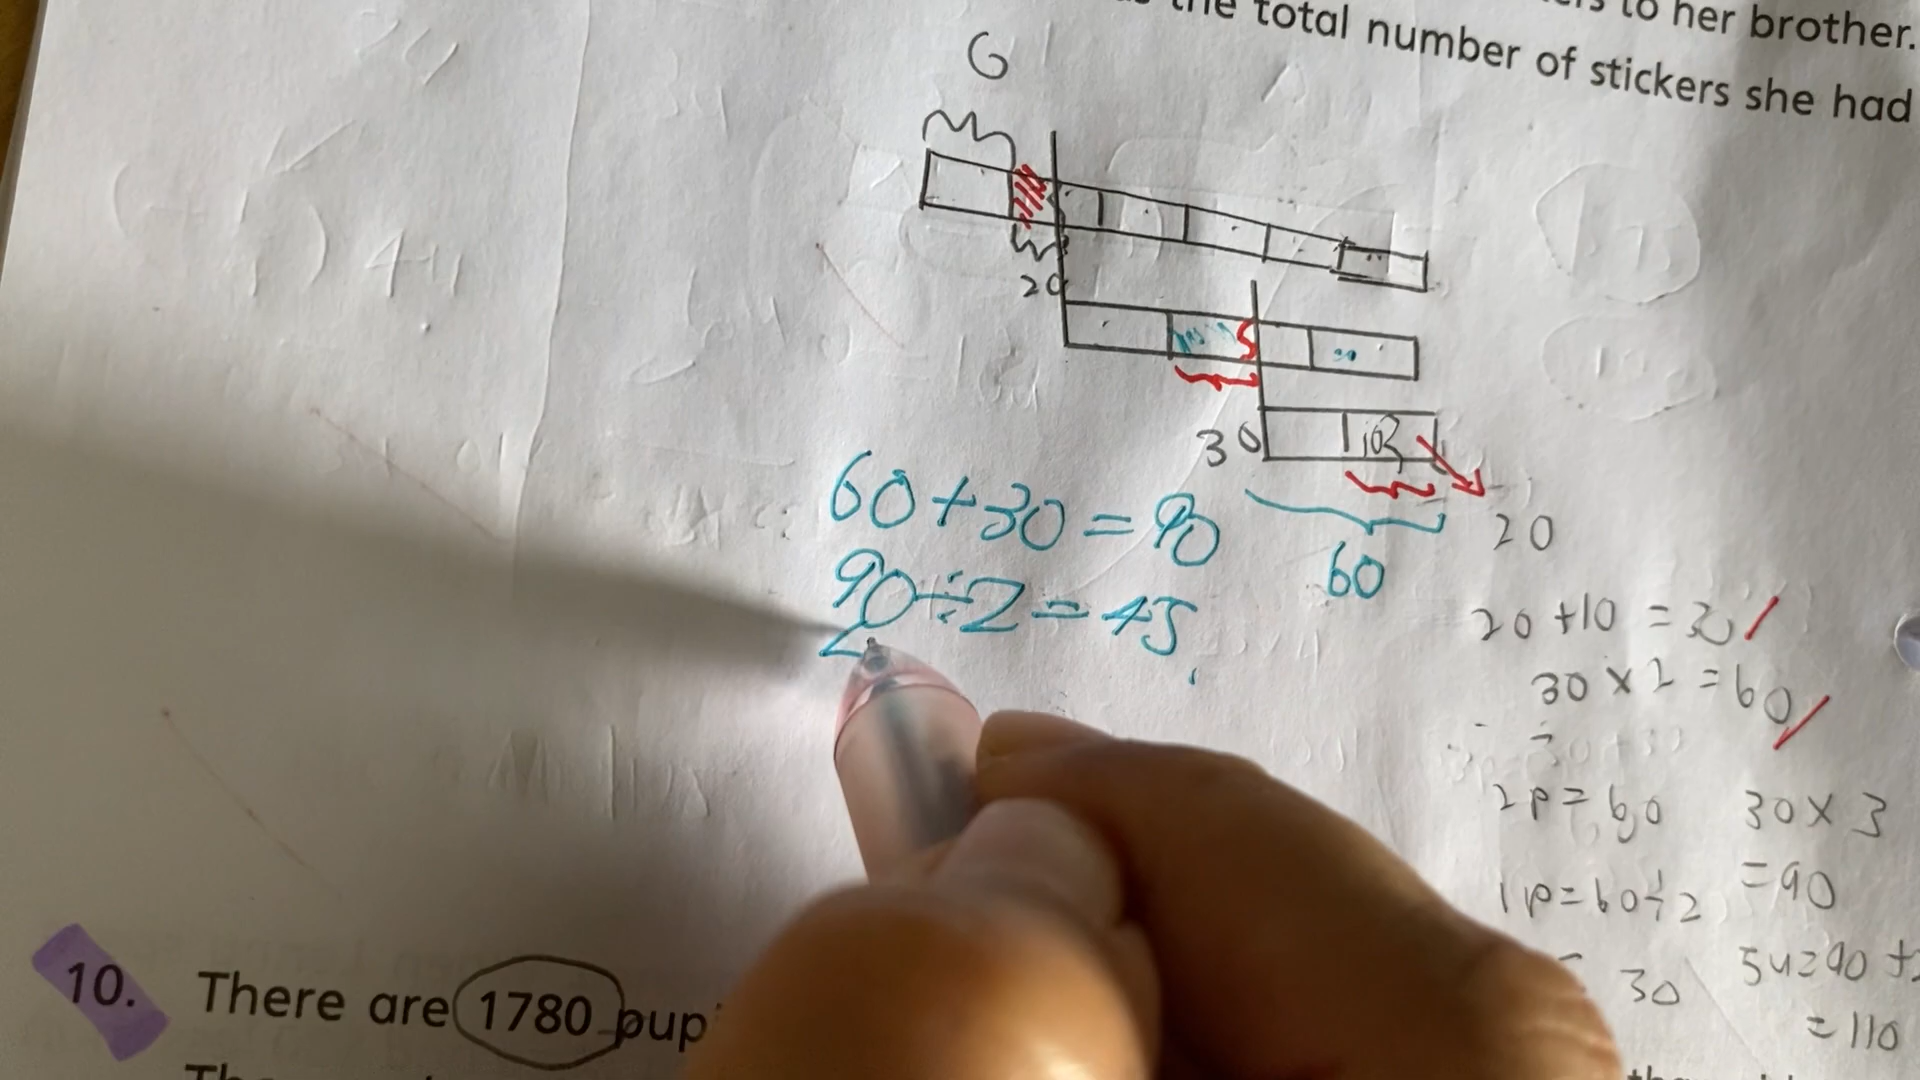 to her brother.
the total number of stickers she had
G
20
30
20
60
60+30=90
90÷2=45
20+10=30
30×2=60
2p=60
30×3
=90
1p=60÷2
30
5u=90+
=110
10. There are 1780